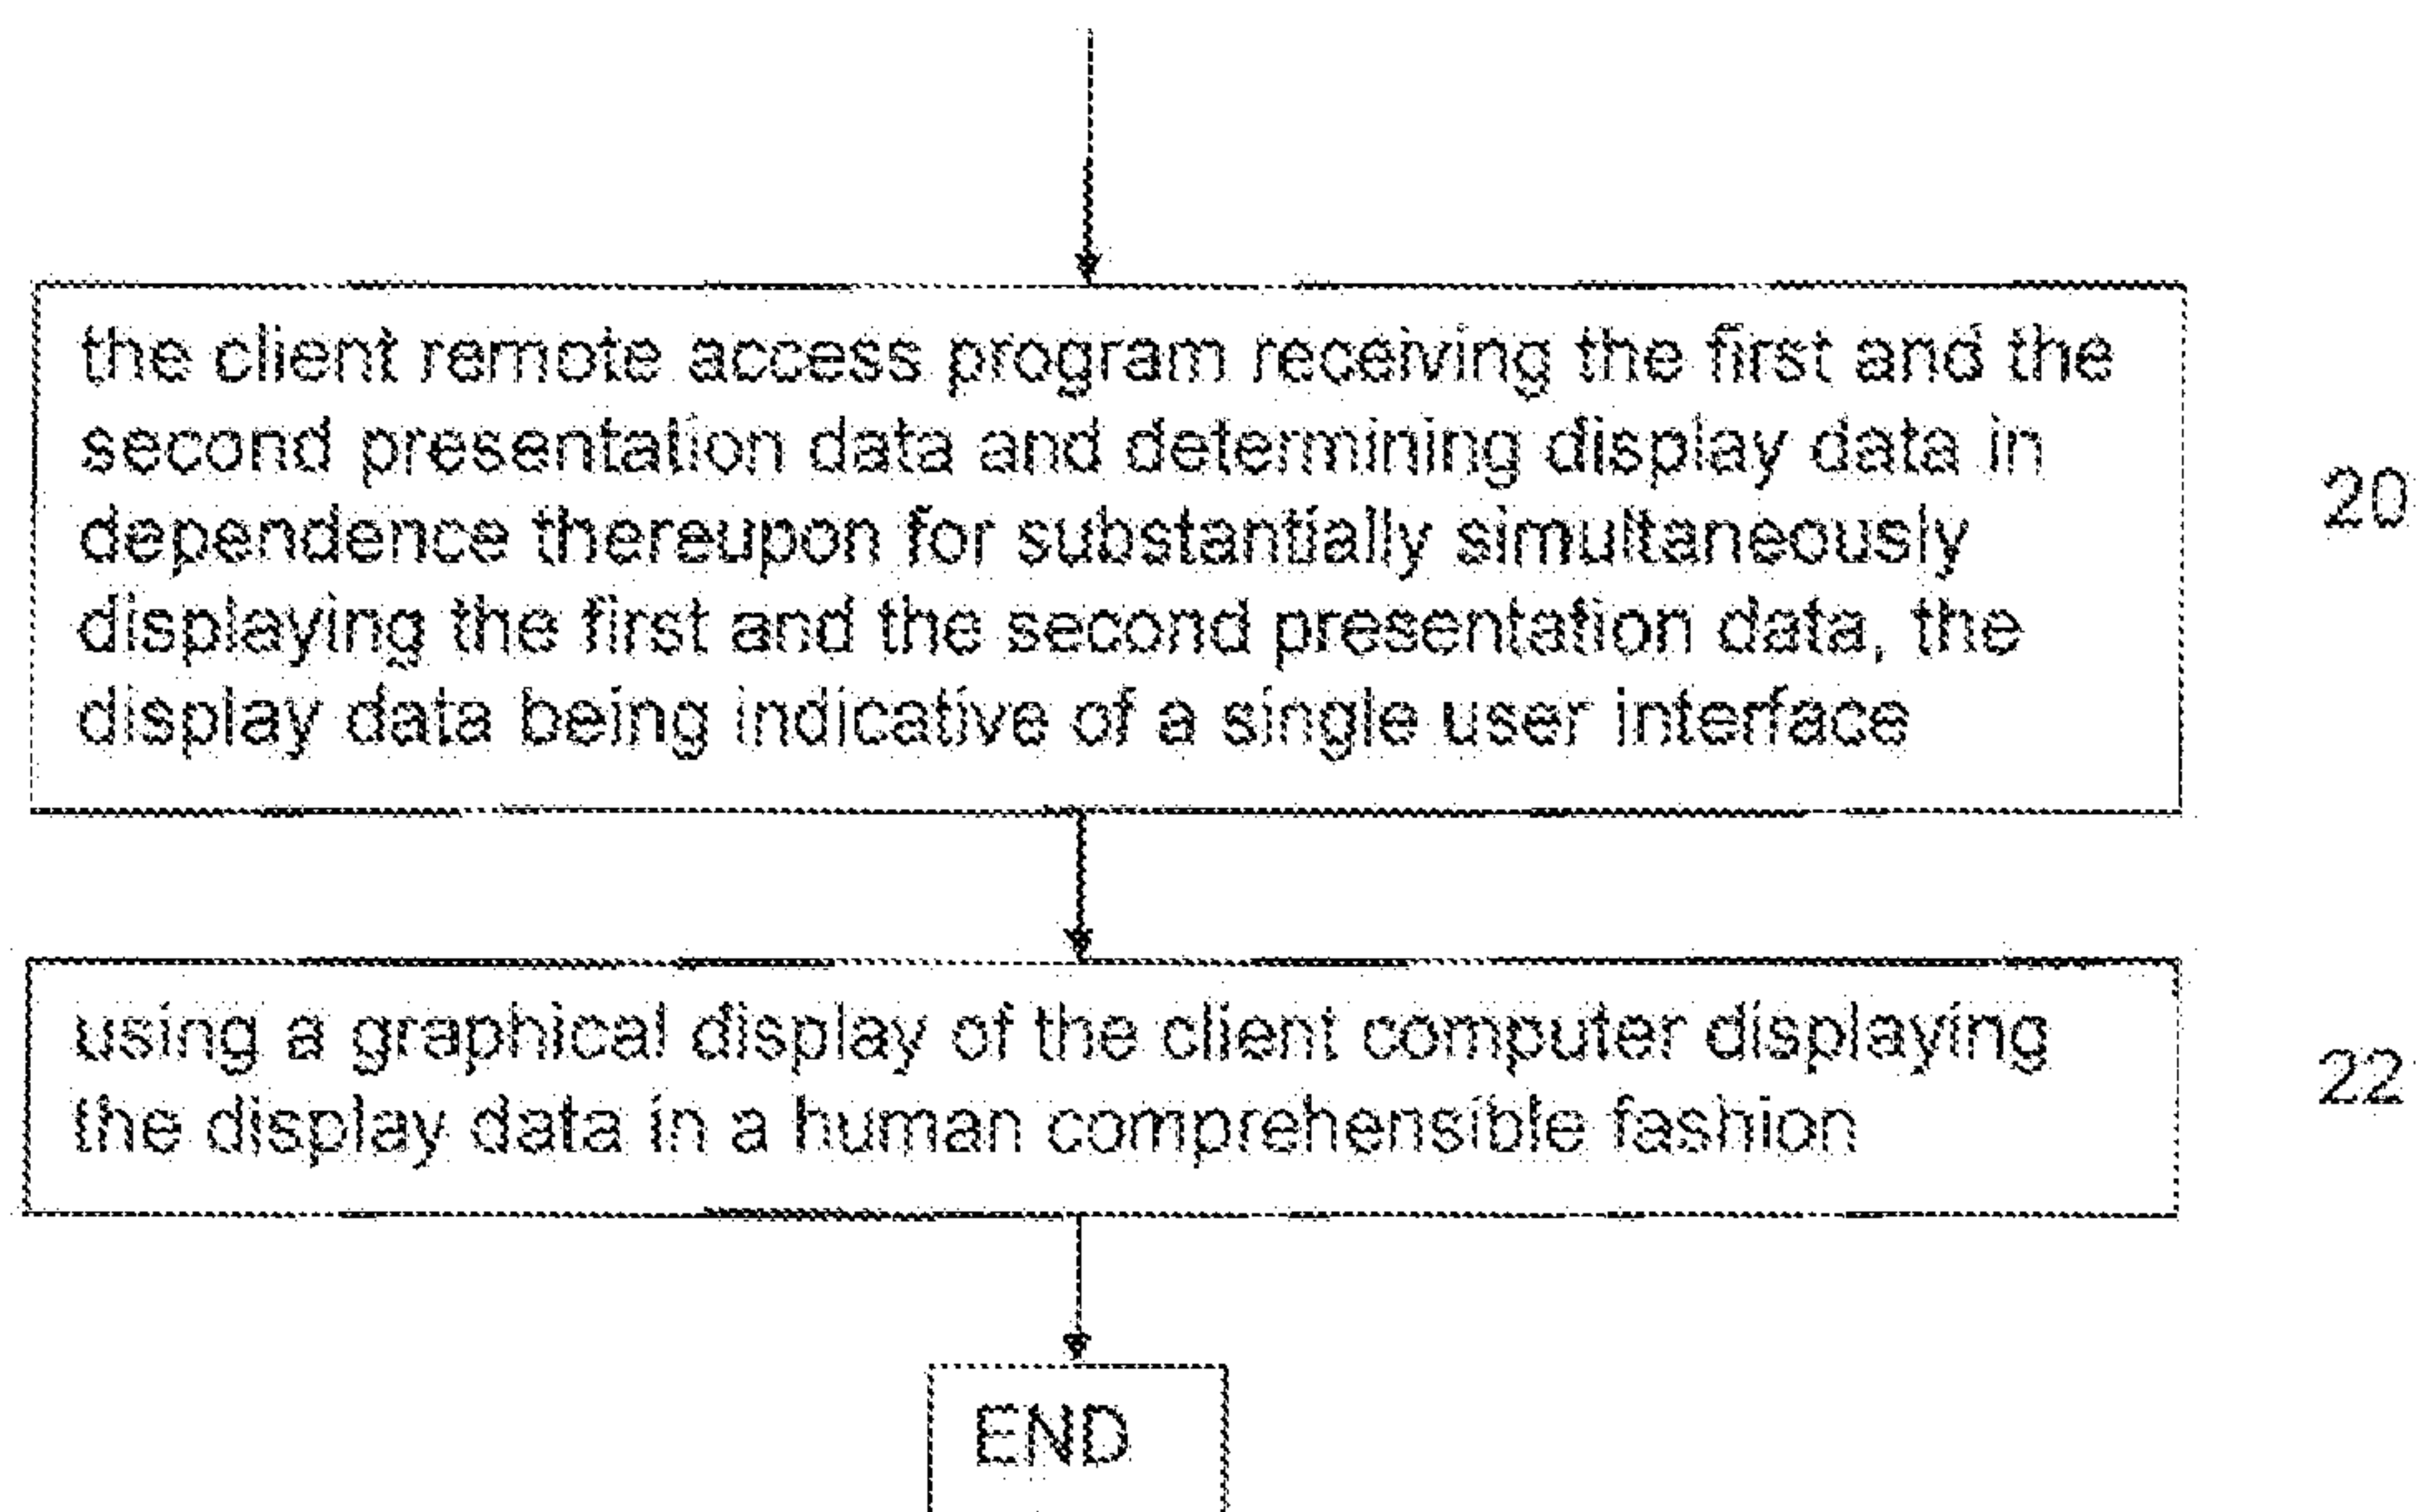 the client remote access program receiving the first and the
second presentation data and determining display data in
dependence thereupon for substantially simultaneously
displaying the first and the second presentation data, the
display data being indicative of a single user interface
20
using a graphical display of the client computer displaying
the display data in a human comprehensible fashion
22
END